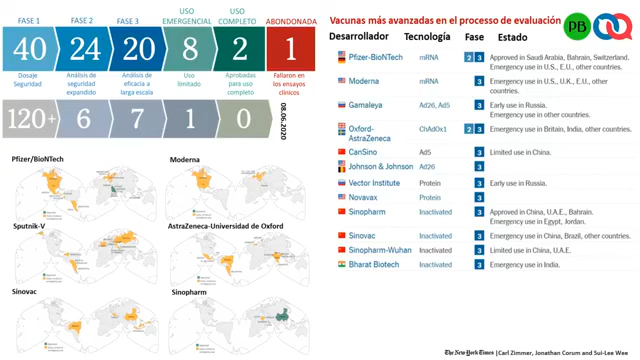 FASE 1
FASE 2
FASE 3
USO
EMERGENCIAL
USO
COMPLETO
ABANDONADA
40
24
20
8
2
1
Dosaje
Seguridad
Análisis de
seguridad
expandido
Análisis de
eficacia a
larga escala
Uso
limitado
Aprobadas
para uso
completo
Fallaron en
los ensayos
clínicos
120+
6
7
1
0
08.06.2020
Pfizer/BioNTech
Moderna
Sputnik-V
AstraZeneca-Universidad de Oxford
Sinovac
Sinopharm
Vacunas más avanzadas en el proceso de evaluación
PB
Desarrollador Tecnología Fase Estado
Pfizer-BioNTech mRNA 2 3 Approved in Saudi Arabia, Bahrain, Switzerland.
Emergency use in U.S., E.U., other countries.
Moderna mRNA 3 Emergency use in U.S., U.K., E.U., other
countries.
Gamaleya Ad26, Ad5 3 Early use in Russia.
Emergency use in other countries.
Oxford-
AstraZeneca ChAdOx1 2 3 Emergency use in Britain, India, other countries.
CanSino Ad5 3 Limited use in China.
Johnson & Johnson Ad26 3
Vector Institute Protein 3 Early use in Russia.
Novavax Protein 3
Sinopharm Inactivated 3 Approved in China, U.A.E., Bahrain.
Emergency use in Egypt, Jordan.
Sinovac Inactivated 3 Emergency use in China, Brazil, other countries.
Sinopharm-Wuhan Inactivated 3 Limited use in China, U.A.E.
Bharat Biotech Inactivated 3 Emergency use in India.
The New York Times | Carl Zimmer, Jonathan Corum and Sui-Lee Wee